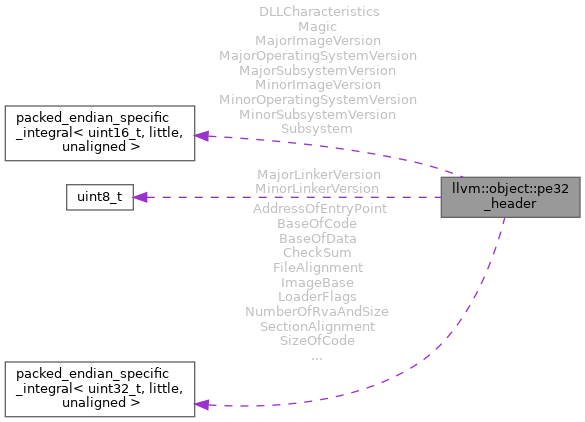 DLLCharacteristics
Magic
MajorImageVersion
MajorOperatingSystemVersion
MajorSubsystemVersion
MinorImageVersion
MinorOperatingSystemVersion
MinorSubsystemVersion
Subsystem
packed_endian_specific
_integral< uint16_t, little,
unaligned >
MajorLinkerVersion
MinorLinkerVersion
uint8_t
llvm::object::pe32
_header
AddressOfEntryPoint
BaseOfCode
BaseOfData
CheckSum
FileAlignment
ImageBase
LoaderFlags
NumberOfRvaAndSize
SectionAlignment
SizeOfCode
...
packed_endian_specific
_integral< uint32_t, little,
unaligned >